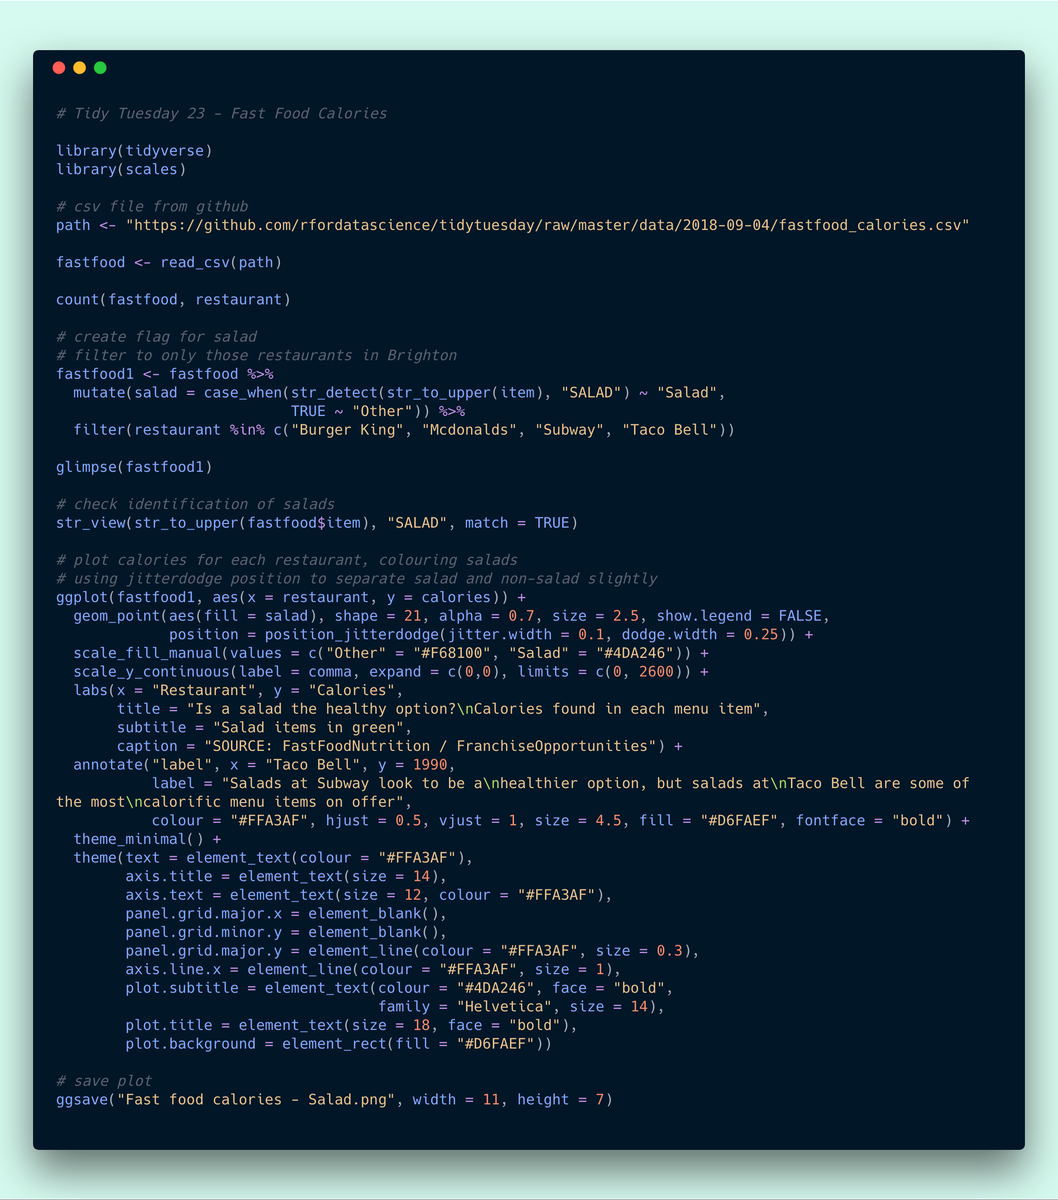 # Tidy Tuesday 23 - Fast Food Calories

library(tidyverse)
library(scales)

# csv file from github
path <- "https://github.com/rfordatascience/tidytuesday/raw/master/data/2018-09-04/fastfood_calories.csv"

fastfood <- read_csv(path)

count(fastfood, restaurant)

# create flag for salad
# filter to only those restaurants in Brighton
fastfood1 <- fastfood %>%
  mutate(salad = case_when(str_detect(str_to_upper(item), "SALAD") ~ "Salad",
                           TRUE ~ "Other")) %>%
  filter(restaurant %in% c("Burger King", "Mcdonalds", "Subway", "Taco Bell"))

glimpse(fastfood1)

# check identification of salads
str_view(str_to_upper(fastfood$item), "SALAD", match = TRUE)

# plot calories for each restaurant, colouring salads
# using jitterdodge position to separate salad and non-salad slightly
ggplot(fastfood1, aes(x = restaurant, y = calories)) +
  geom_point(aes(fill = salad), shape = 21, alpha = 0.7, size = 2.5, show.legend = FALSE,
             position = position_jitterdodge(jitter.width = 0.1, dodge.width = 0.25)) +
  scale_fill_manual(values = c("Other" = "#F68100", "Salad" = "#4DA246")) +
  scale_y_continuous(label = comma, expand = c(0,0), limits = c(0, 2600)) +
  labs(x = "Restaurant", y = "Calories",
       title = "Is a salad the healthy option?\nCalories found in each menu item",
       subtitle = "Salad items in green",
       caption = "SOURCE: FastFoodNutrition / FranchiseOpportunities") +
  annotate("label", x = "Taco Bell", y = 1990,
           label = "Salads at Subway look to be a\nhealthier option, but salads at\nTaco Bell are some of
the most\ncalorific menu items on offer",
           colour = "#FFA3AF", hjust = 0.5, vjust = 1, size = 4.5, fill = "#D6FAEF", fontface = "bold") +
  theme_minimal() +
  theme(text = element_text(colour = "#FFA3AF"),
        axis.title = element_text(size = 14),
        axis.text = element_text(size = 12, colour = "#FFA3AF"),
        panel.grid.major.x = element_blank(),
        panel.grid.minor.y = element_blank(),
        panel.grid.major.y = element_line(colour = "#FFA3AF", size = 0.3),
        axis.line.x = element_line(colour = "#FFA3AF", size = 1),
        plot.subtitle = element_text(colour = "#4DA246", face = "bold",
                                     family = "Helvetica", size = 14),
        plot.title = element_text(size = 18, face = "bold"),
        plot.background = element_rect(fill = "#D6FAEF"))

# save plot
ggsave("Fast food calories - Salad.png", width = 11, height = 7)